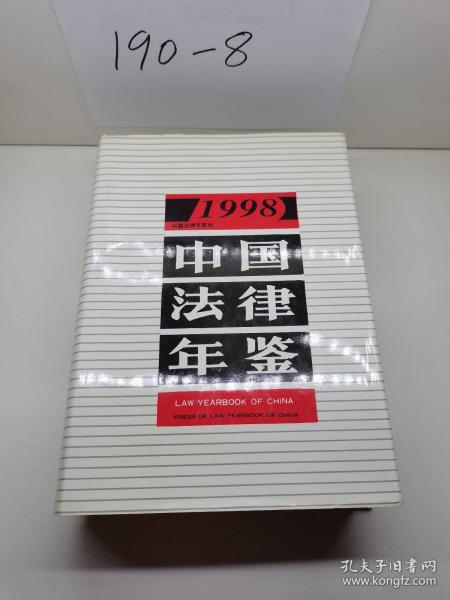 190-8
1998
中国法律年鉴社
中国
法律
年鉴
LAW YEARBOOK OF CHINA
PRESS OF LAW YEARBOOK OF CHINA
孔夫子旧书网
www.kongfz.com